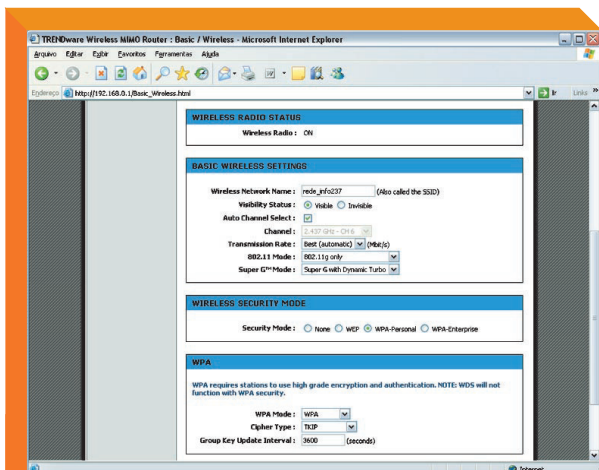 TRENDware Wireless MIMO Router : Basic / Wireless - Microsoft Internet Explorer
Arquivo Editar Exibir Favoritos Ferramentas Ajuda
Endereço http://192.168.0.1/Basic_Wireless.html Ir Links »
WIRELESS RADIO STATUS
Wireless Radio : ON
BASIC WIRELESS SETTINGS
Wireless Network Name : rede_info237 (Also called the SSID)
Visibility Status : Visible Invisible
Auto Channel Select :
Channel : 2.437 GHz - CH 6
Transmission Rate : Best (automatic) (Mbit/s)
802.11 Mode : 802.11g only
Super G™ Mode : Super G with Dynamic Turbo
WIRELESS SECURITY MODE
Security Mode : None WEP WPA-Personal WPA-Enterprise
WPA
WPA requires stations to use high grade encryption and authentication. NOTE: WDS will not
function with WPA security.
WPA Mode : WPA
Cipher Type : TKIP
Group Key Update Interval : 3600 (seconds)
Internet